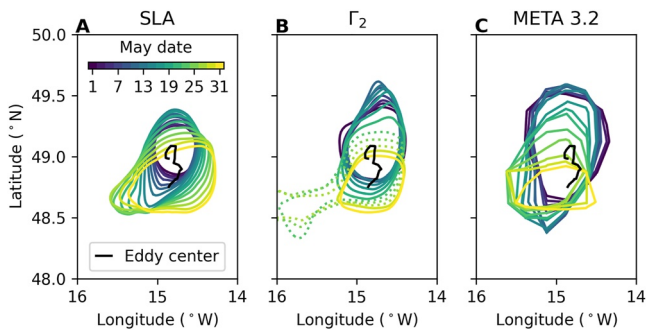 A SLA
B Γ₂
C META 3.2
May date
1 7 13 19 25 31
Eddy center
50.0
49.5
49.0
48.5
48.0
Latitude (°N)
16 15 14
16 15 14
16 15 14
Longitude (°W)
Longitude (°W)
Longitude (°W)